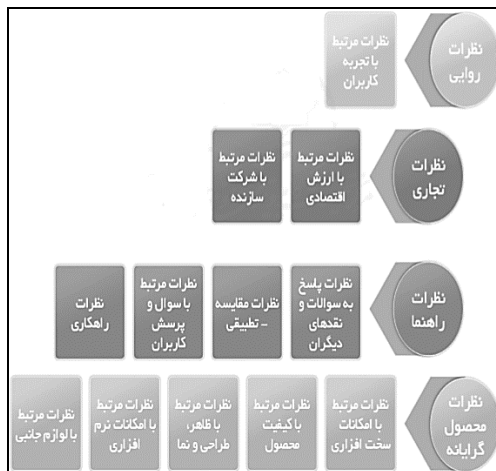 نظرات
روایی
نظرات مرتبط
با تجربه
کاربران
نظرات
تجاری
نظرات مرتبط
با ارزش
اقتصادی
نظرات مرتبط
با شرکت
سازنده
نظرات
راهنما
نظرات پاسخ
به سوالات و
نقدهای
دیگران
نظرات مقایسه
- تطبیقی
نظرات مرتبط
با سوال و
پرسش
کاربران
نظرات
راهکاری
نظرات
محصول
گرایانه
نظرات مرتبط
با امکانات
سخت افزاری
نظرات مرتبط
با کیفیت
محصول
نظرات مرتبط
با ظاهر،
طراحی و نما
نظرات مرتبط
با امکانات نرم
افزاری
نظرات مرتبط
با لوازم جانبی